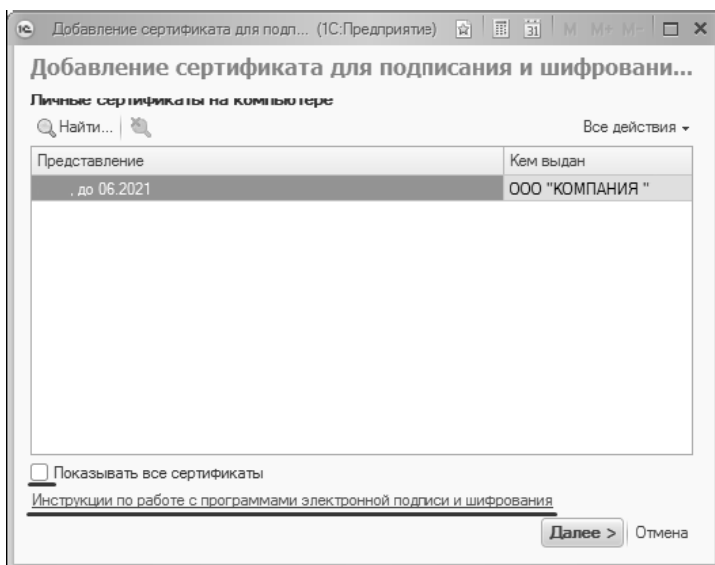 Добавление сертификата для подп... (1С:Предприятие) 31 M M+ M-
Добавление сертификата для подписания и шифровани...
Личные сертификаты на компьютере
Найти... Все действия
Представление Кем выдан
, до 06.2021 ООО "КОМПАНИЯ "
Показывать все сертификаты
Инструкции по работе с программами электронной подписи и шифрования
Далее > Отмена